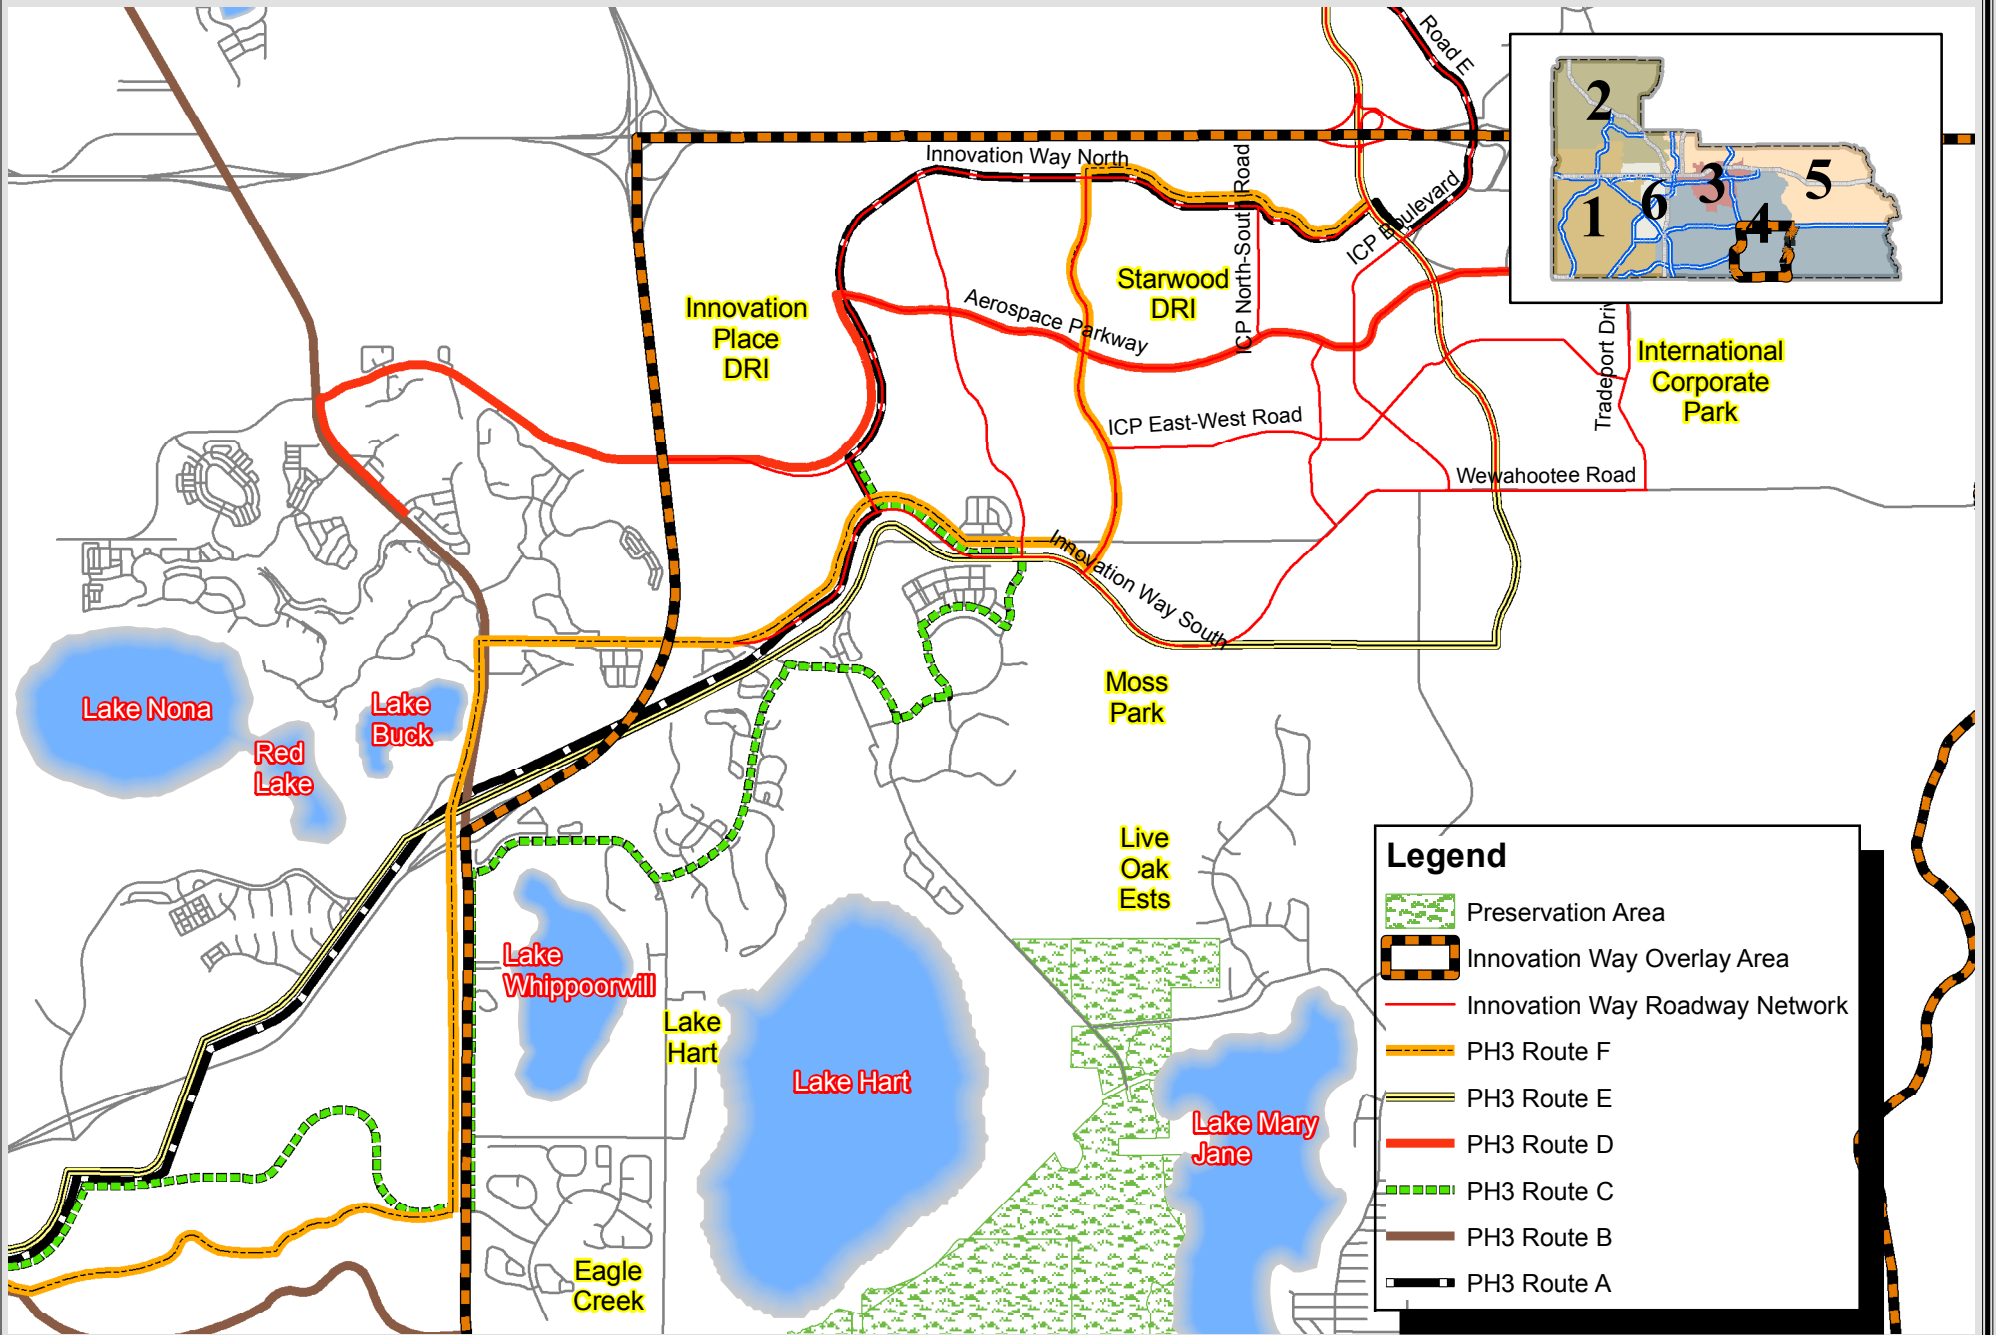 Road E
2
3
5
1
6
4
Innovation Way North
ICP North-South Road
ICP Boulevard
Innovation
Place
DRI
Starwood
DRI
Aerospace Parkway
Tradeport Driv
International
Corporate
Park
ICP East-West Road
Wewahootee Road
Innovation Way South
Moss
Park
Lake Nona
Lake
Buck
Red
Lake
Live
Oak
Ests
Lake
Whippoorwill
Lake
Hart
Lake Hart
Lake Mary
Jane
Eagle
Creek
Legend
Preservation Area
Innovation Way Overlay Area
Innovation Way Roadway Network
PH3 Route F
PH3 Route E
PH3 Route D
PH3 Route C
PH3 Route B
PH3 Route A